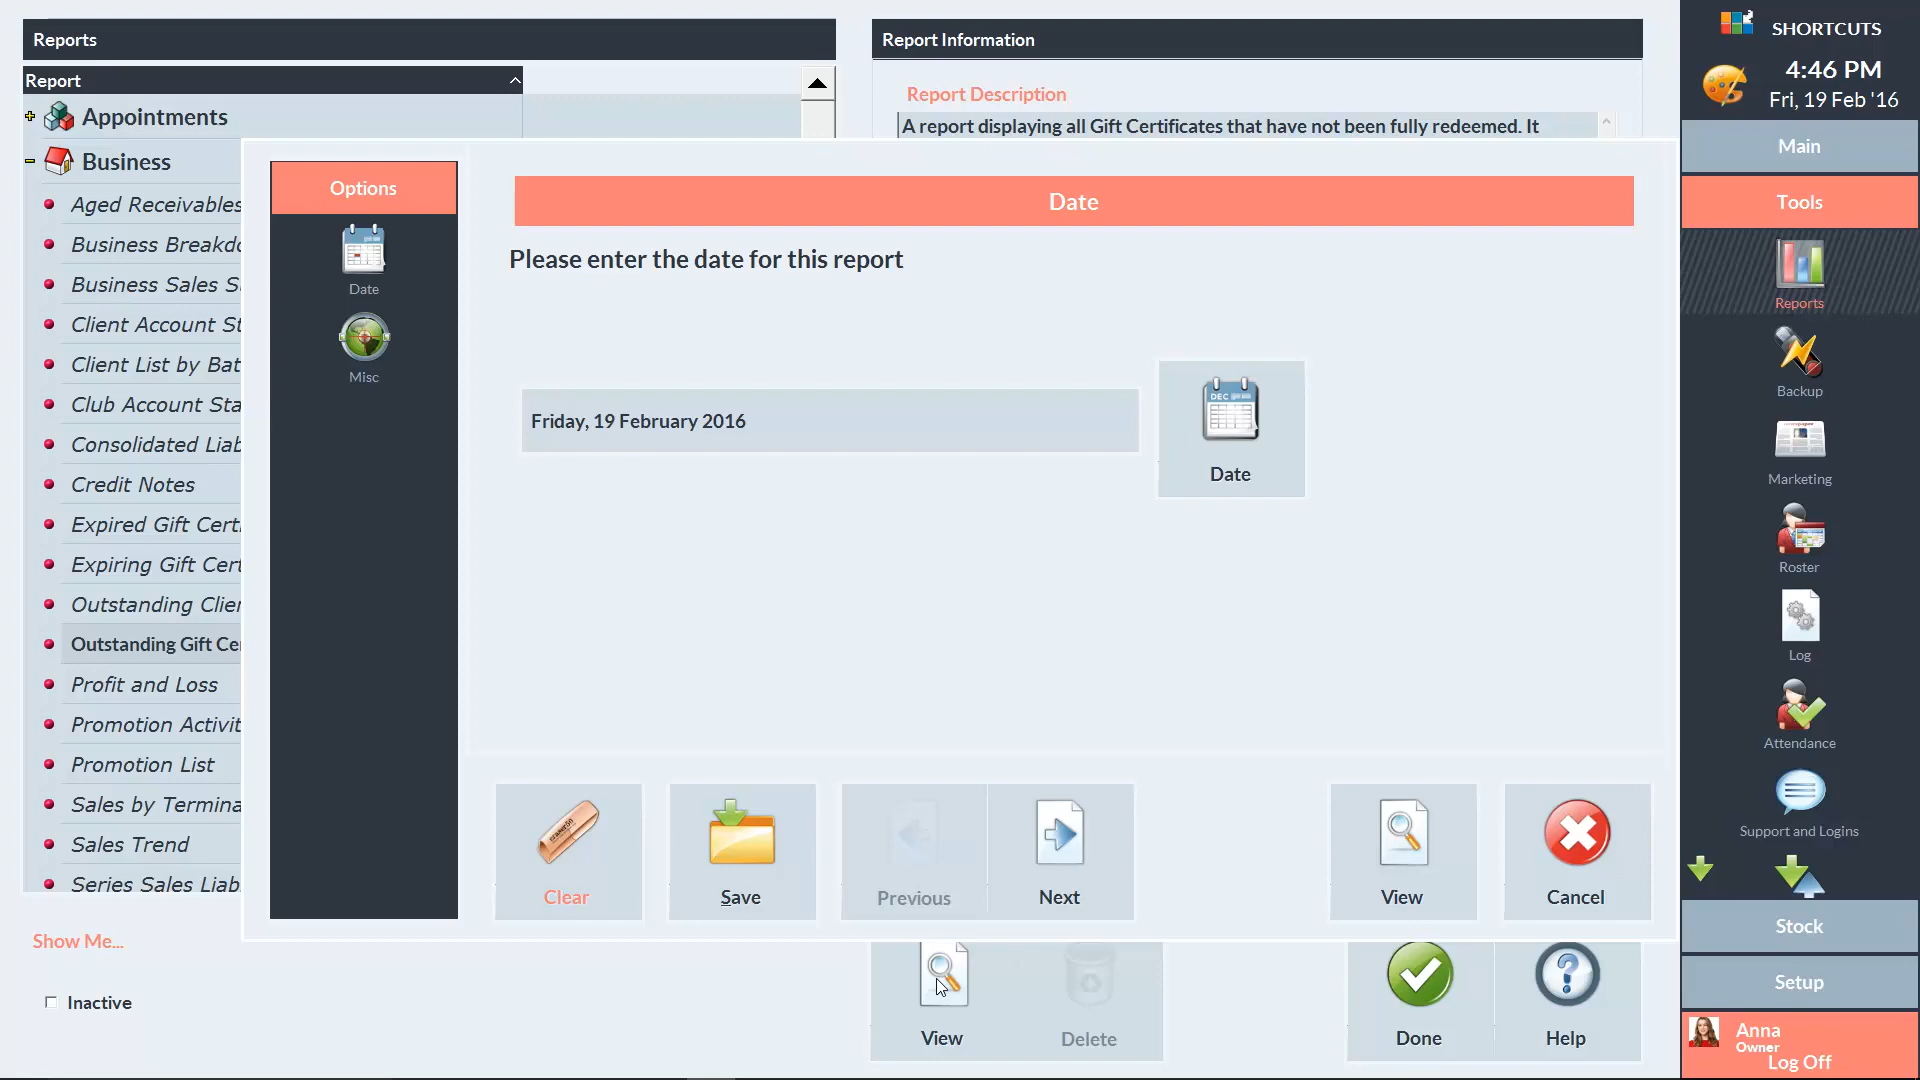 Reports
Report
Appointments
Business
Aged Receivables
Business Breakdo
Business Sales S
Client Account St
Client List by Bat
Club Account Sta
Consolidated Liab
Credit Notes
Expired Gift Cert
Expiring Gift Cert
Outstanding Clien
Outstanding Gift Ce
Profit and Loss
Promotion Activit
Promotion List
Sales by Termina
Sales Trend
Series Sales Liab
Show Me...
Inactive
Report Information
Report Description
A report displaying all Gift Certificates that have not been fully redeemed. It
Options
Date
Misc
Date
Please enter the date for this report
Friday, 19 February 2016
DEC
Date
Clear
Save
Previous
Next
View
Cancel
View
Delete
Done
Help
SHORTCUTS
4:46 PM
Fri, 19 Feb '16
Main
Tools
Reports
Backup
Marketing
Roster
Log
Attendance
Support and Logins
Stock
Setup
Anna
Owner
Log Off